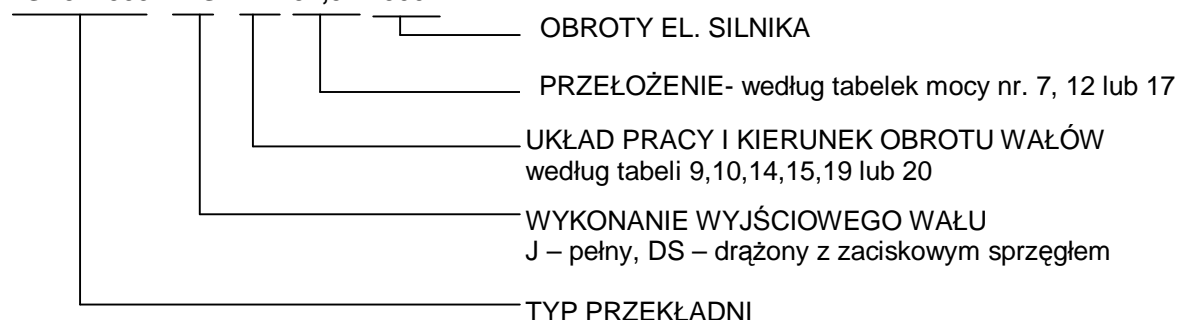 OBROTY EL. SILNIKA
PRZEŁOŻENIE- według tabelek mocy nr. 7, 12 lub 17
UKŁAD PRACY I KIERUNEK OBROTU WAŁÓW
według tabeli 9,10,14,15,19 lub 20
WYKONANIE WYJŚCIOWEGO WAŁU
J – pełny, DS – drążony z zaciskowym sprzęgłem
TYP PRZEKŁADNI